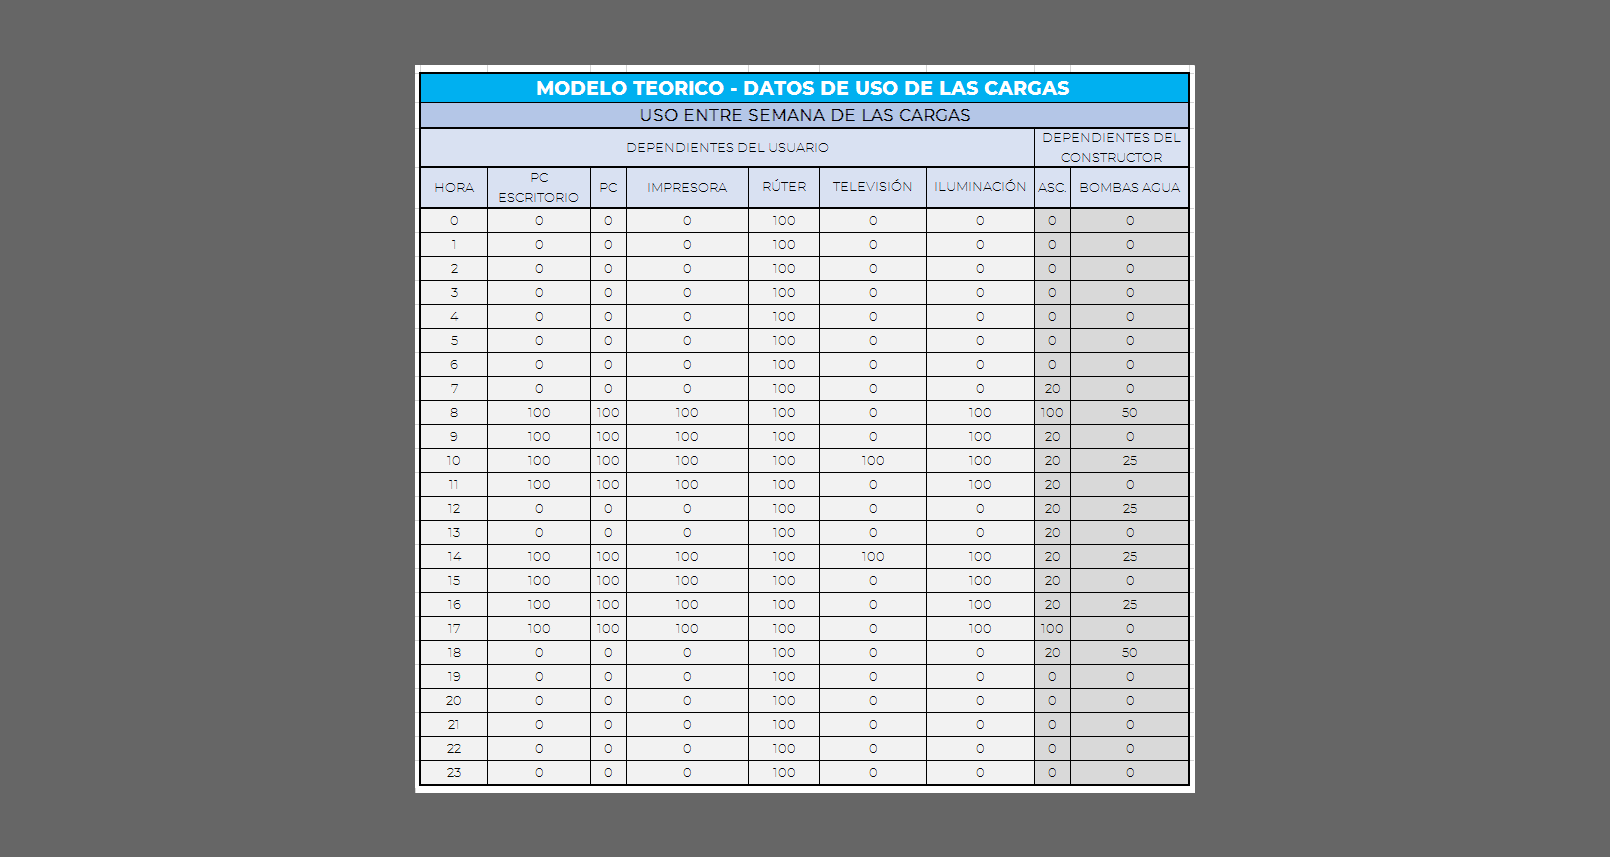 MODELO TEORICO - DATOS DE USO DE LAS CARGAS
USO ENTRE SEMANA DE LAS CARGAS
DEPENDIENTES DEL USUARIO
DEPENDIENTES DEL
CONSTRUCTOR
HORA PC ESCRITORIO PC IMPRESORA RÚTER TELEVISIÓN ILUMINACIÓN ASC. BOMBAS AGUA
0 0 0 0 100 0 0 0 0
1 0 0 0 100 0 0 0 0
2 0 0 0 100 0 0 0 0
3 0 0 0 100 0 0 0 0
4 0 0 0 100 0 0 0 0
5 0 0 0 100 0 0 0 0
6 0 0 0 100 0 0 0 0
7 0 0 0 100 0 0 20 0
8 100 100 100 100 0 100 100 50
9 100 100 100 100 0 100 20 0
10 100 100 100 100 100 100 20 25
11 100 100 100 100 0 100 20 0
12 0 0 0 100 0 0 20 25
13 0 0 0 100 0 0 20 0
14 100 100 100 100 100 100 20 25
15 100 100 100 100 0 100 20 0
16 100 100 100 100 0 100 20 25
17 100 100 100 100 0 100 100 0
18 0 0 0 100 0 0 20 50
19 0 0 0 100 0 0 0 0
20 0 0 0 100 0 0 0 0
21 0 0 0 100 0 0 0 0
22 0 0 0 100 0 0 0 0
23 0 0 0 100 0 0 0 0